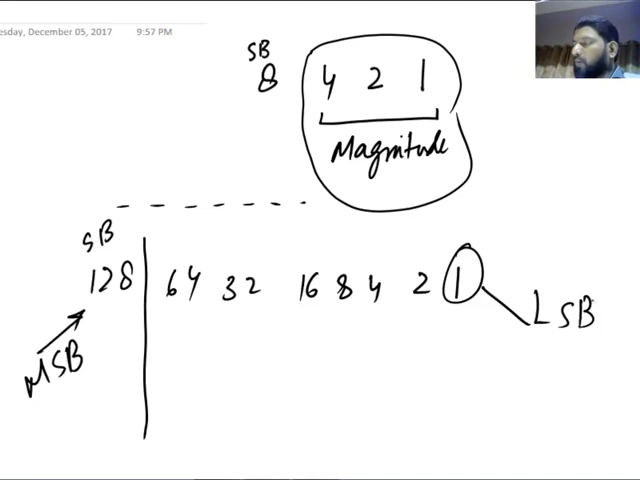 esday, December 05, 2017 9:57 PM
SB
8 4 2 1
Magnitude
SB
128 64 32 16 8 4 2 1
LSB
MSB